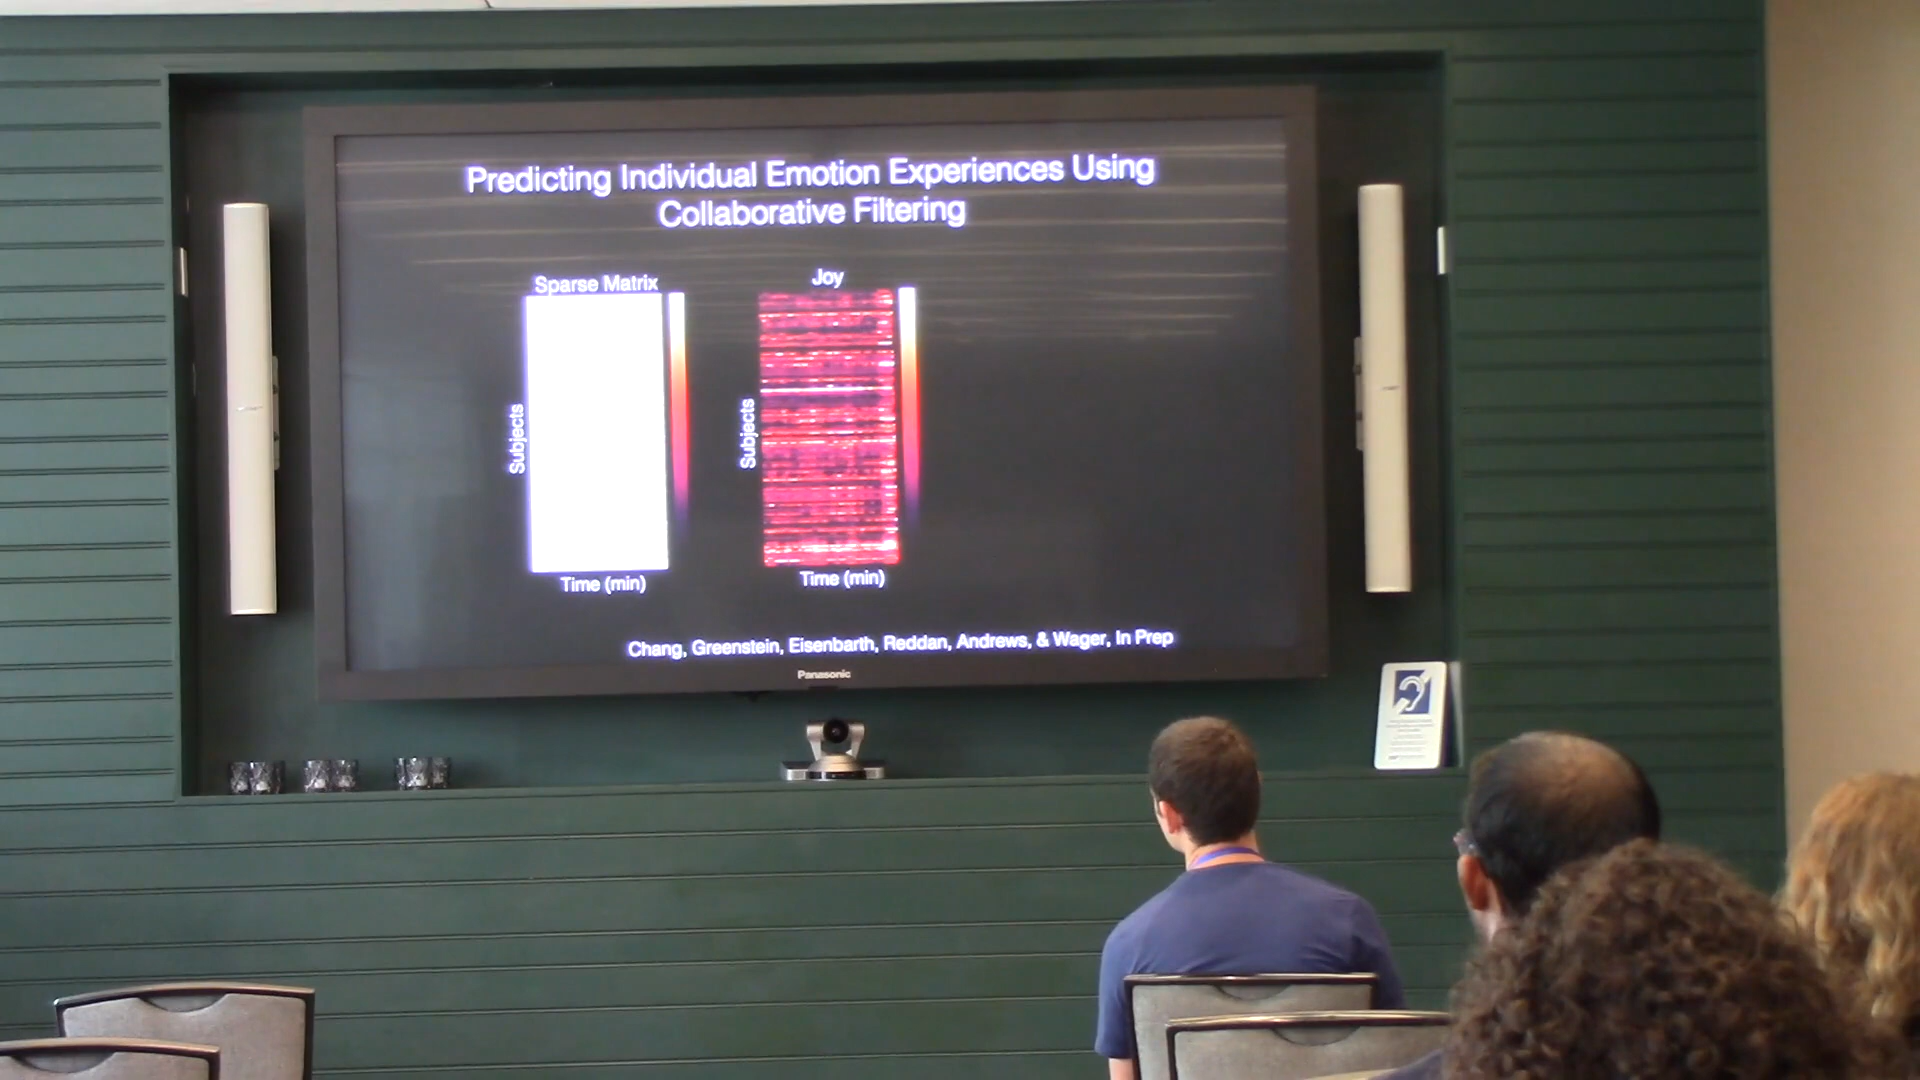 Predicting Individual Emotion Experiences Using
Collaborative Filtering
Sparse Matrix
Joy
Subjects
Subjects
Time (min)
Time (min)
Chang, Greenstein, Eisenbarth, Reddan, Andrews, & Wager, In Prep
Panasonic